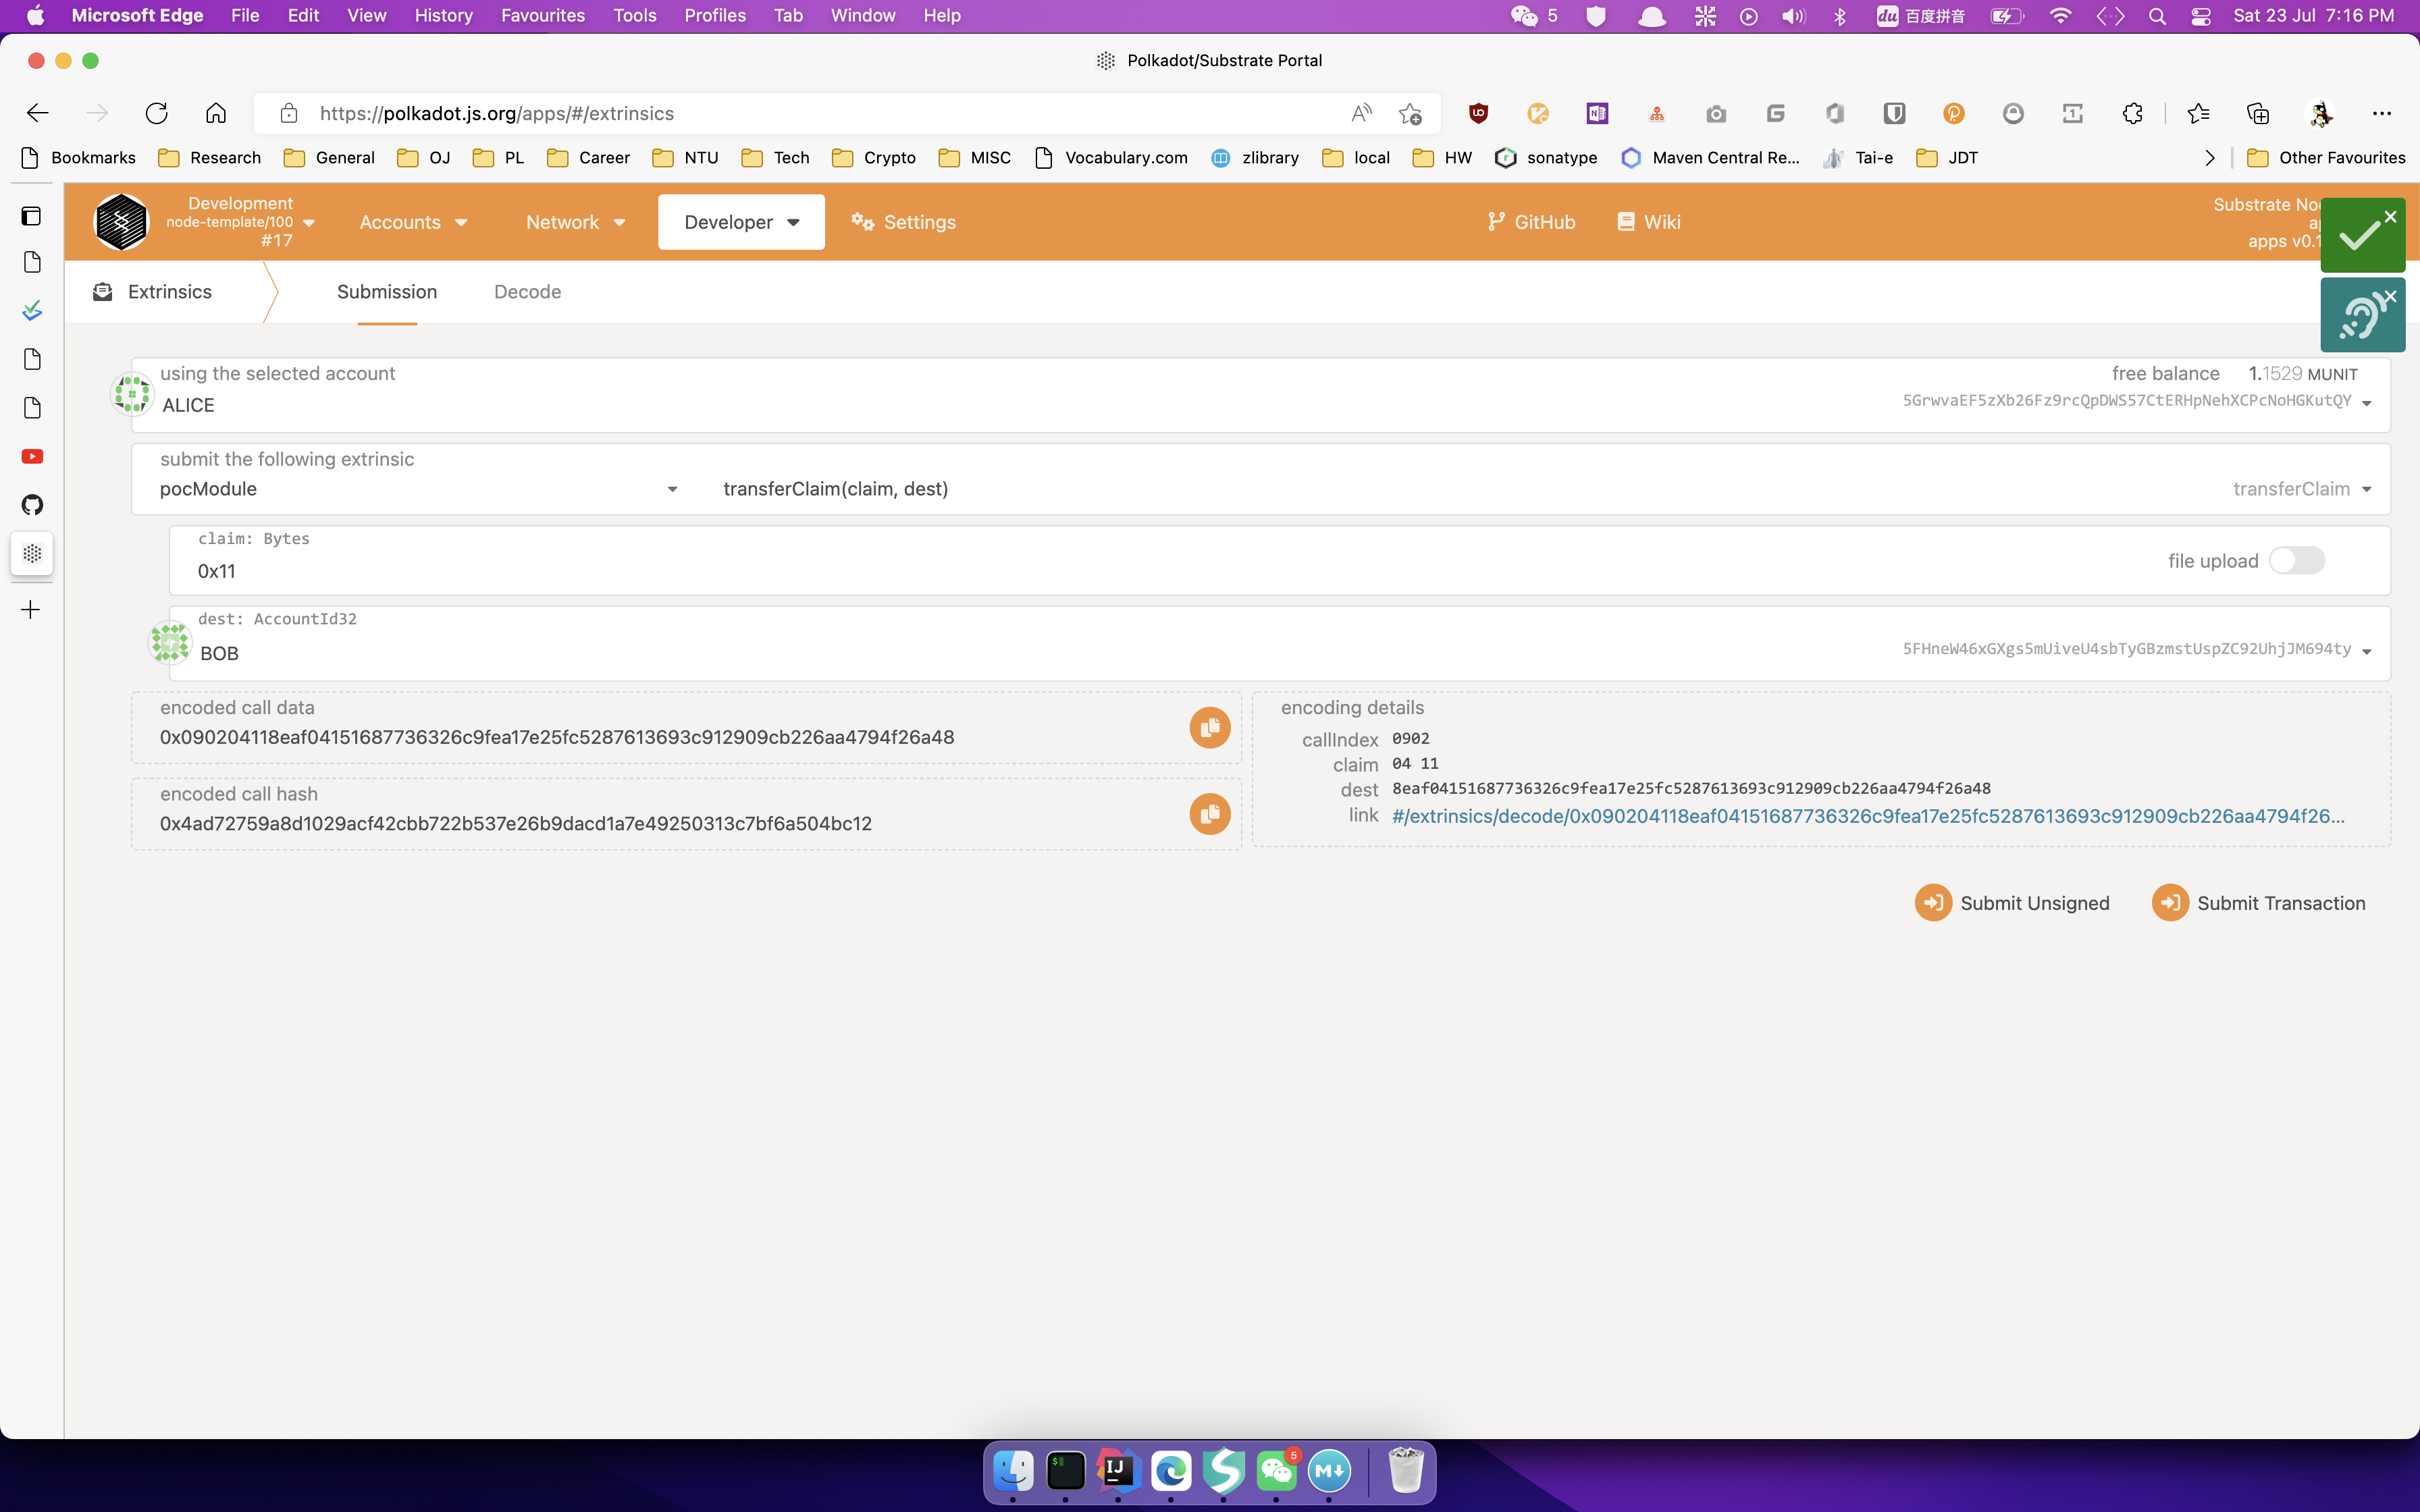 Microsoft Edge File Edit View History Favourites Tools Profiles Tab Window Help 5 du 百度拼音 Sat 23 Jul 7:16 PM
Polkadot/Substrate Portal
https://polkadot.js.org/apps/#/extrinsics
Bookmarks Research General OJ PL Career NTU Tech Crypto MISC Vocabulary.com zlibrary local HW sonatype Maven Central Re... Tai-e JDT Other Favourites
Development
node-template/100
#17
Accounts Network Developer Settings GitHub Wiki
Substrate No
apps v0.1
Extrinsics Submission Decode
using the selected account free balance 1.1529 MUNIT
ALICE 5GrwvaEF5zXb26Fz9rcQpDWS57CtERHpNehXCPcNoHGKutQY
submit the following extrinsic
pocModule transferClaim(claim, dest) transferClaim
claim: Bytes
0x11 file upload
dest: AccountId32
BOB 5FHneW46xGXgs5mUiveU4sbTyGBzmstUspZC92UhjJM694ty
encoded call data
0x090204118eaf04151687736326c9fea17e25fc5287613693c912909cb226aa4794f26a48
encoded call hash
0x4ad72759a8d1029acf42cbb722b537e26b9dacd1a7e49250313c7bf6a504bc12
encoding details
callIndex 0902
claim 04 11
dest 8eaf04151687736326c9fea17e25fc5287613693c912909cb226aa4794f26a48
link #/extrinsics/decode/0x090204118eaf04151687736326c9fea17e25fc5287613693c912909cb226aa4794f26...
Submit Unsigned Submit Transaction
IJ M 5